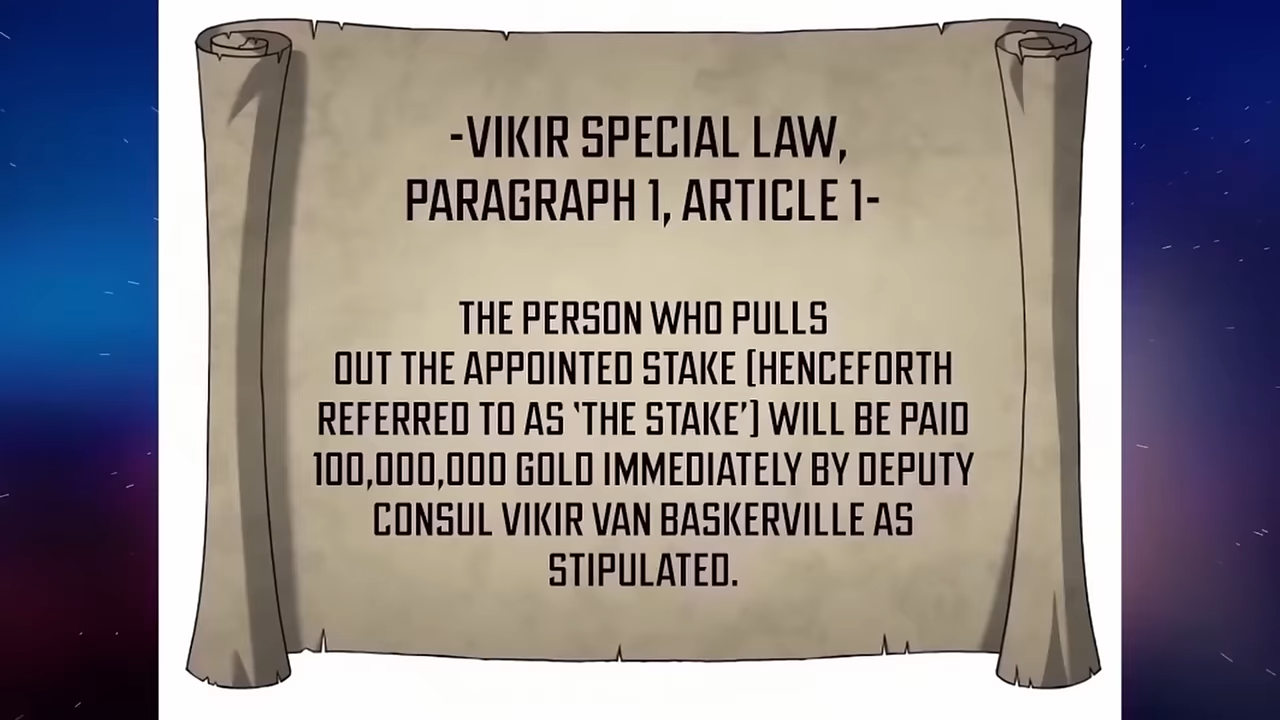 -VIKIR SPECIAL LAW,
PARAGRAPH 1, ARTICLE 1-
THE PERSON WHO PULLS
OUT THE APPOINTED STAKE [HENCEFORTH
REFERRED TO AS ‘THE STAKE’] WILL BE PAID
100,000,000 GOLD IMMEDIATELY BY DEPUTY
CONSUL VIKIR VAN BASKERVILLE AS
STIPULATED.